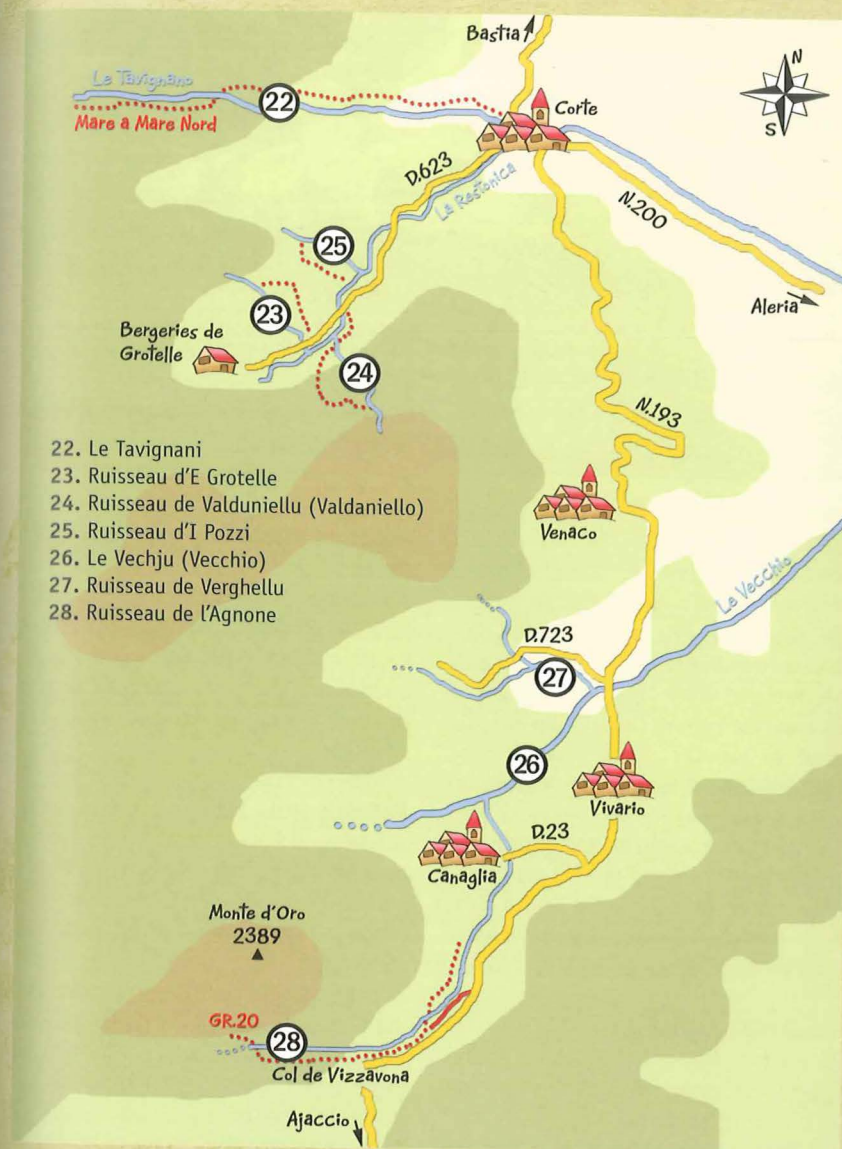 Bastia
N
S
Le Tavignano
22
Mare a Mare Nord
Corte
D.623
La Restonica
N.200
25
Aleria
23
Bergeries de
Grotelle
24
N.193
22. Le Tavignani
23. Ruisseau d'E Grotelle
24. Ruisseau de Valduniellu (Valdaniello)
25. Ruisseau d'I Pozzi
26. Le Vechju (Vecchio)
27. Ruisseau de Verghellu
28. Ruisseau de l'Agnone
Venaco
Le Vecchio
D.723
27
26
Vivario
D.23
Canaglia
Monte d'Oro
2389
GR.20
28
Col de Vizzavona
Ajaccio